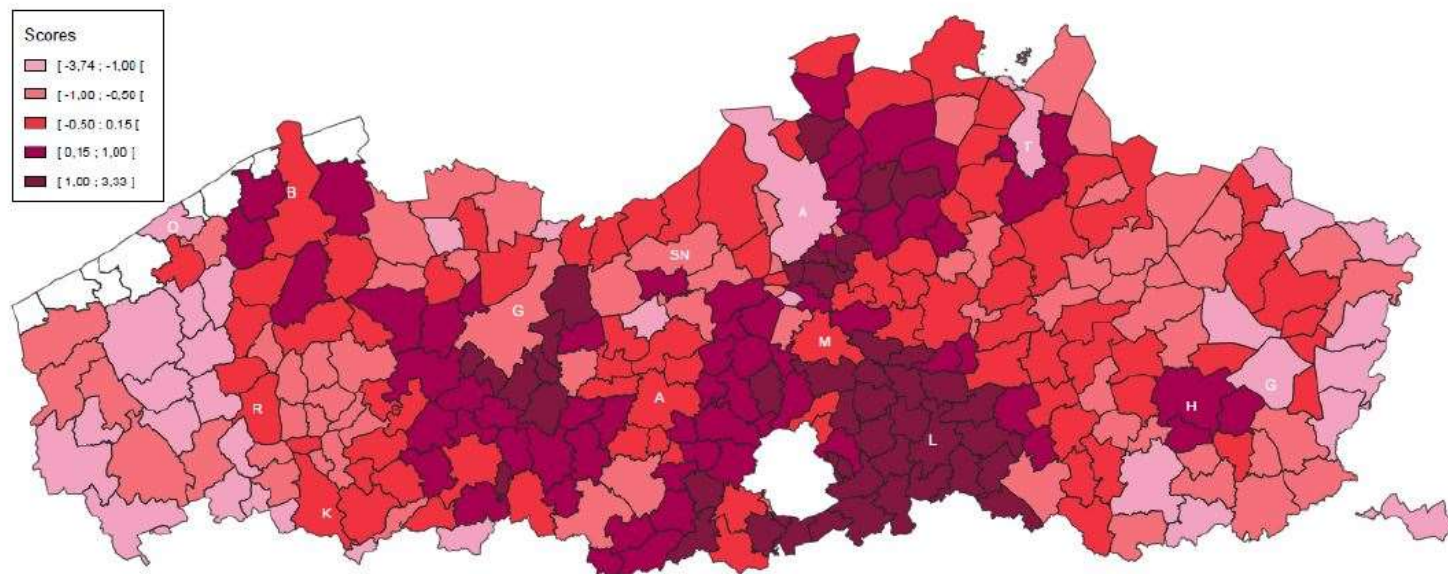 Scores
[ -3,74 ; -1,00 [
[ -1,00 ; -0,50 [
[ -0,50 ; 0,15 [
[ 0,15 ; 1,00 [
[ 1,00 ; 3,33 ]
T
B
O
A
SN
G
M
G
A
R
H
L
K